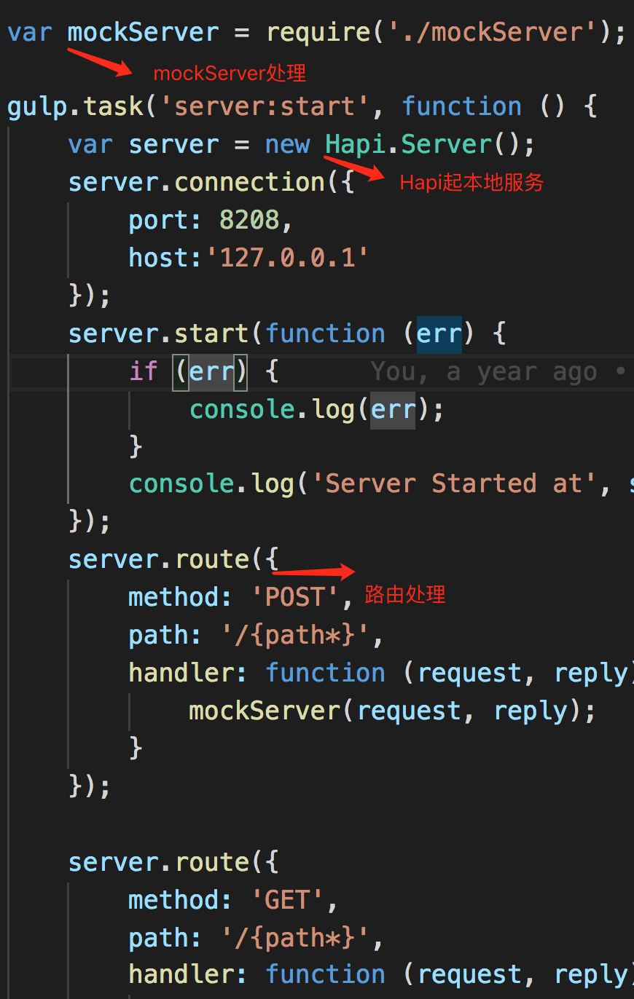 var mockServer = require('./mockServer');
mockServer处理
gulp.task('server:start', function () {
    var server = new Hapi.Server();
    server.connection({
Hapi起本地服务
        port: 8208,
        host:'127.0.0.1'
    });
    server.start(function (err) {
        if (err) {      You, a year ago •
            console.log(err);
        }
        console.log('Server Started at', s
    });
    server.route({
        method: 'POST',
路由处理
        path: '/{path*}',
        handler: function (request, reply)
            mockServer(request, reply);
        }
    });
    server.route({
        method: 'GET',
        path: '/{path*}',
        handler: function (request, reply)